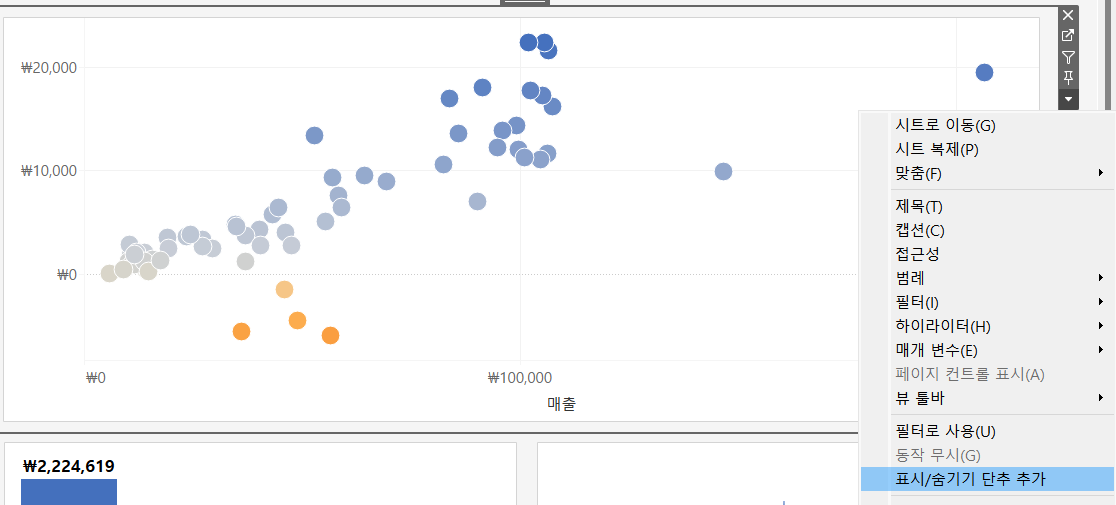 ₩20,000
₩10,000
₩0
₩0
₩100,000
매출
₩2,224,619
시트로 이동(G)
시트 복제(P)
맞춤(F)
제목(T)
캡션(C)
접근성
범례
필터(I)
하이라이터(H)
매개 변수(E)
페이지 컨트롤 표시(A)
뷰 툴바
필터로 사용(U)
동작 무시(G)
표시/숨기기 단추 추가